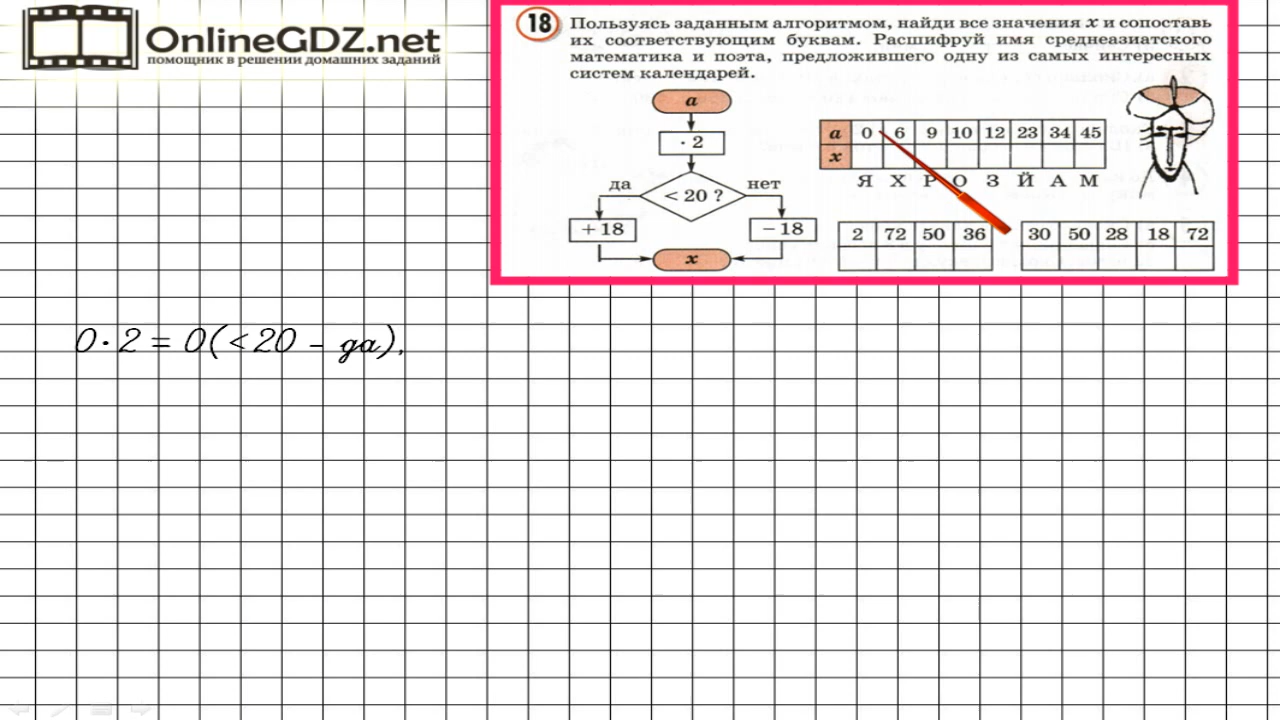 OnlineGDZ.net
помощник в решении домашних заданий
18 Пользуясь заданным алгоритмом, найди все значения x и сопоставь
их соответствующим буквам. Расшифруй имя среднеазиатского
математика и поэта, предложившего одну из самых интересных
систем календарей.
a
· 2
да < 20 ? нет
+ 18 − 18
x
a 0 6 9 10 12 23 34 45
x
Я Х Р О З Й А М
2 72 50 36
30 50 28 18 72
0·2 = 0(<20 – да),